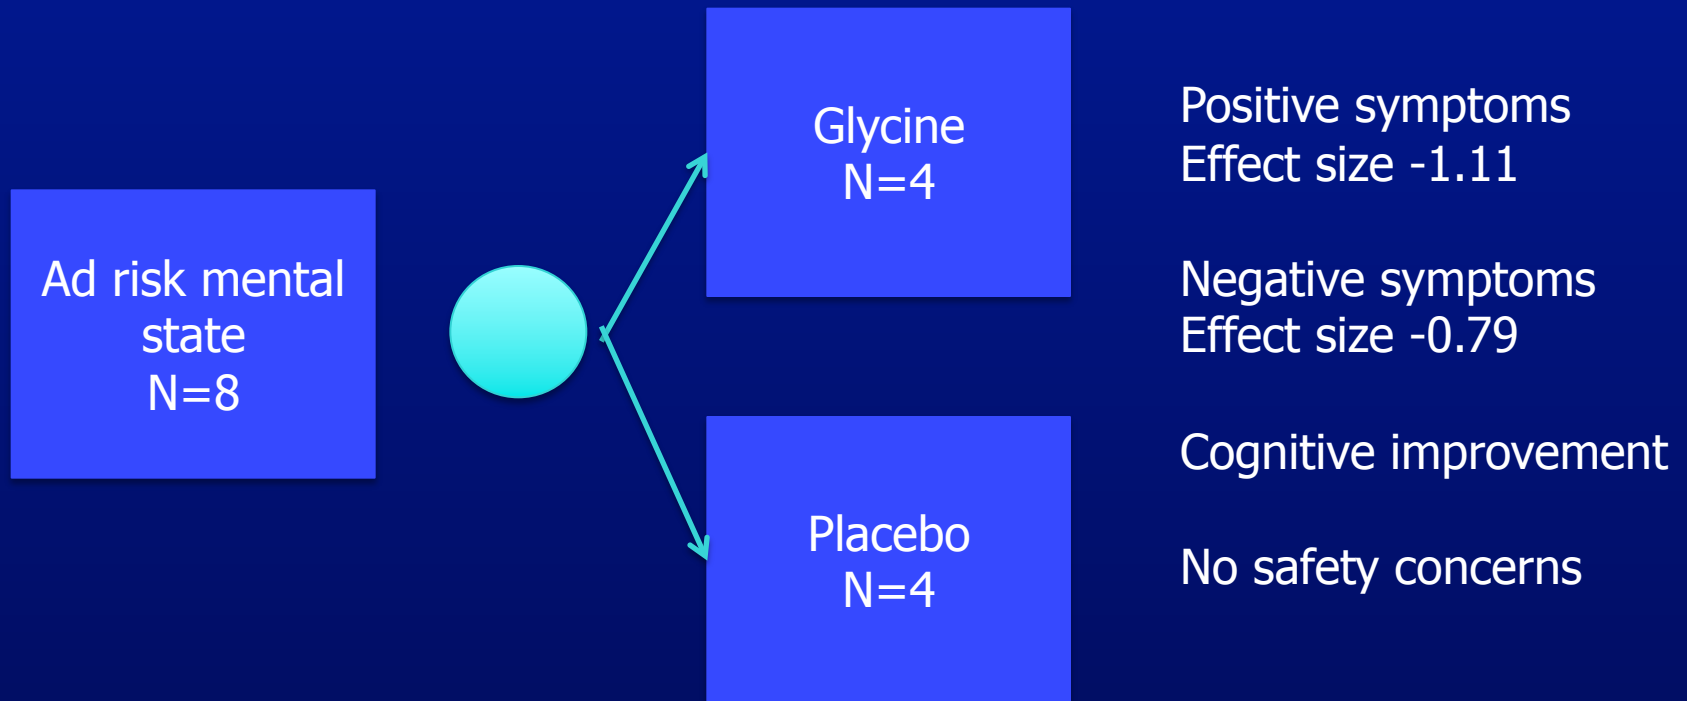 Ad risk mental
state
N=8
Glycine
N=4
Placebo
N=4
Positive symptoms
Effect size -1.11
Negative symptoms
Effect size -0.79
Cognitive improvement
No safety concerns